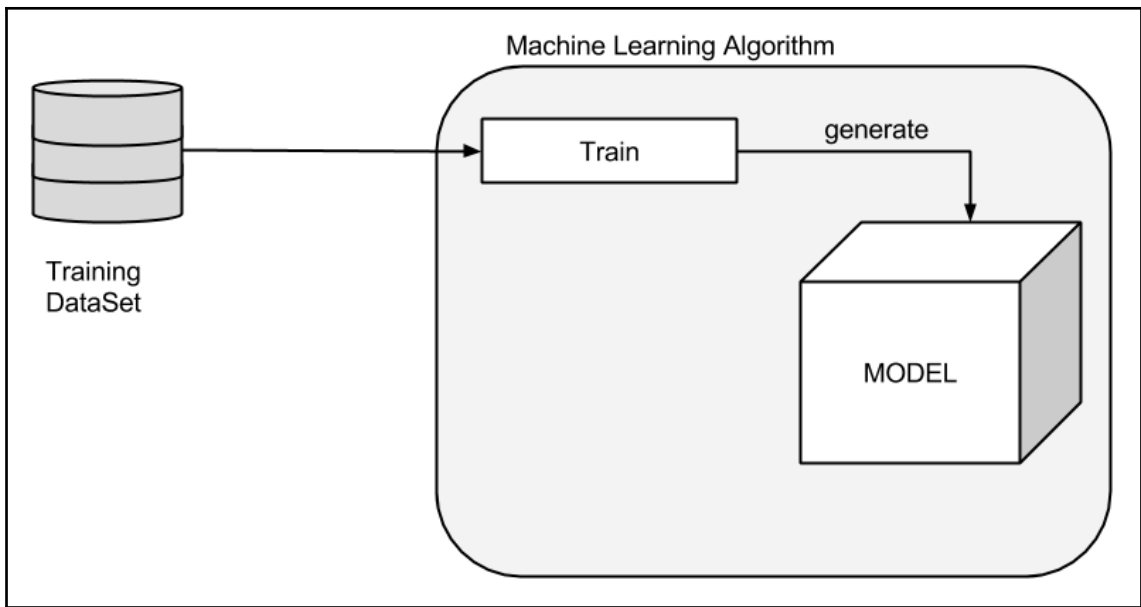 Machine Learning Algorithm
Train
generate
Training
DataSet
MODEL